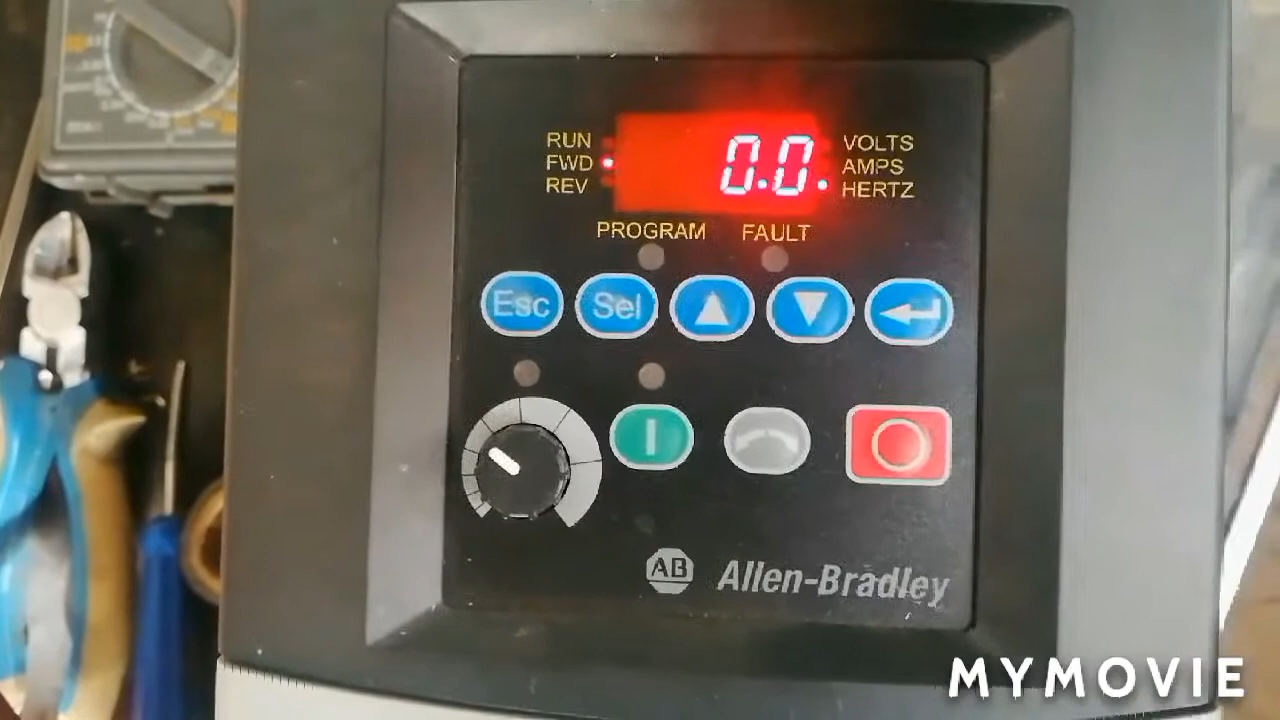 RUN
FWD
REV
0.0.
VOLTS
AMPS
HERTZ
PROGRAM FAULT
Esc Sel
AB Allen-Bradley
MYMOVIE